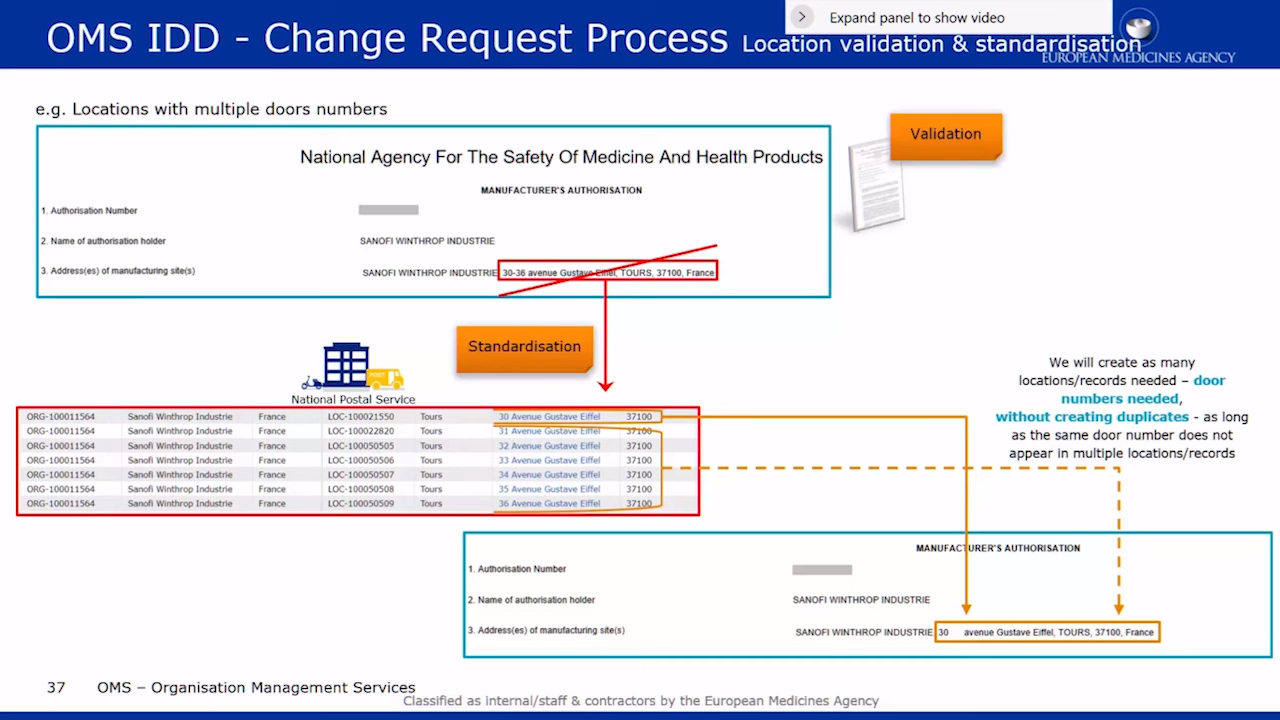 Expand panel to show video
OMS IDD - Change Request Process Location validation & standardisation
EUROPEAN MEDICINES AGENCY
e.g. Locations with multiple doors numbers
Validation
National Agency For The Safety Of Medicine And Health Products
MANUFACTURER'S AUTHORISATION
1. Authorisation Number
2. Name of authorisation holder SANOFI WINTHROP INDUSTRIE
3. Address(es) of manufacturing site(s) SANOFI WINTHROP INDUSTRIE 30-36 avenue Gustave Eiffel, TOURS, 37100, France
Standardisation
POST
National Postal Service
We will create as many
locations/records needed – door
numbers needed,
without creating duplicates - as long
as the same door number does not
appear in multiple locations/records
ORG-100011564 Sanofi Winthrop Industrie France LOC-100021550 Tours 30 Avenue Gustave Eiffel 37100
ORG-100011564 Sanofi Winthrop Industrie France LOC-100022820 Tours 31 Avenue Gustave Eiffel 37100
ORG-100011564 Sanofi Winthrop Industrie France LOC-100050505 Tours 32 Avenue Gustave Eiffel 37100
ORG-100011564 Sanofi Winthrop Industrie France LOC-100050506 Tours 33 Avenue Gustave Eiffel 37100
ORG-100011564 Sanofi Winthrop Industrie France LOC-100050507 Tours 34 Avenue Gustave Eiffel 37100
ORG-100011564 Sanofi Winthrop Industrie France LOC-100050508 Tours 35 Avenue Gustave Eiffel 37100
ORG-100011564 Sanofi Winthrop Industrie France LOC-100050509 Tours 36 Avenue Gustave Eiffel 37100
MANUFACTURER'S AUTHORISATION
1. Authorisation Number
2. Name of authorisation holder SANOFI WINTHROP INDUSTRIE
3. Address(es) of manufacturing site(s) SANOFI WINTHROP INDUSTRIE 30 avenue Gustave Eiffel, TOURS, 37100, France
37 OMS – Organisation Management Services
Classified as internal/staff & contractors by the European Medicines Agency